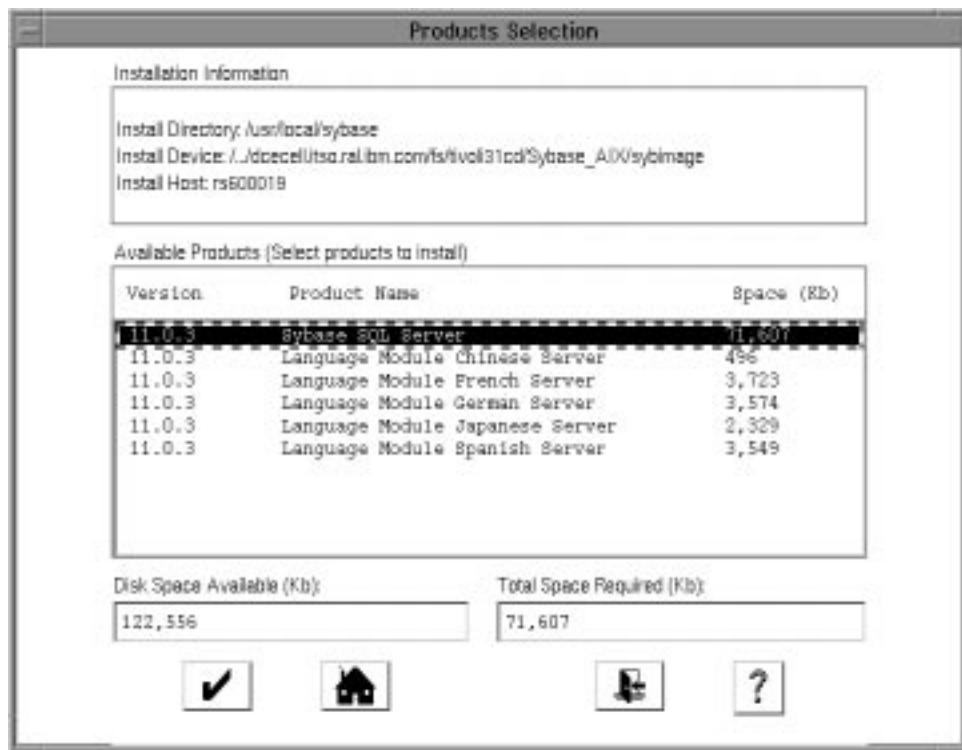 Products Selection
Installation Information
Install Directory: /usr/local/sybase
Install Device: /.../dcecell/itso.ral.ibm.com/fs/tivoli31cd/Sybase_AIX/sybimage
Install Host: rs600019
Available Products (Select products to install)
Version Product Name Space (Kb)
11.0.3 Sybase SQL Server 71,607
11.0.3 Language Module Chinese Server 496
11.0.3 Language Module French Server 3,723
11.0.3 Language Module German Server 3,574
11.0.3 Language Module Japanese Server 2,329
11.0.3 Language Module Spanish Server 3,549
Disk Space Available (Kb): Total Space Required (Kb):
122,556 71,607
?